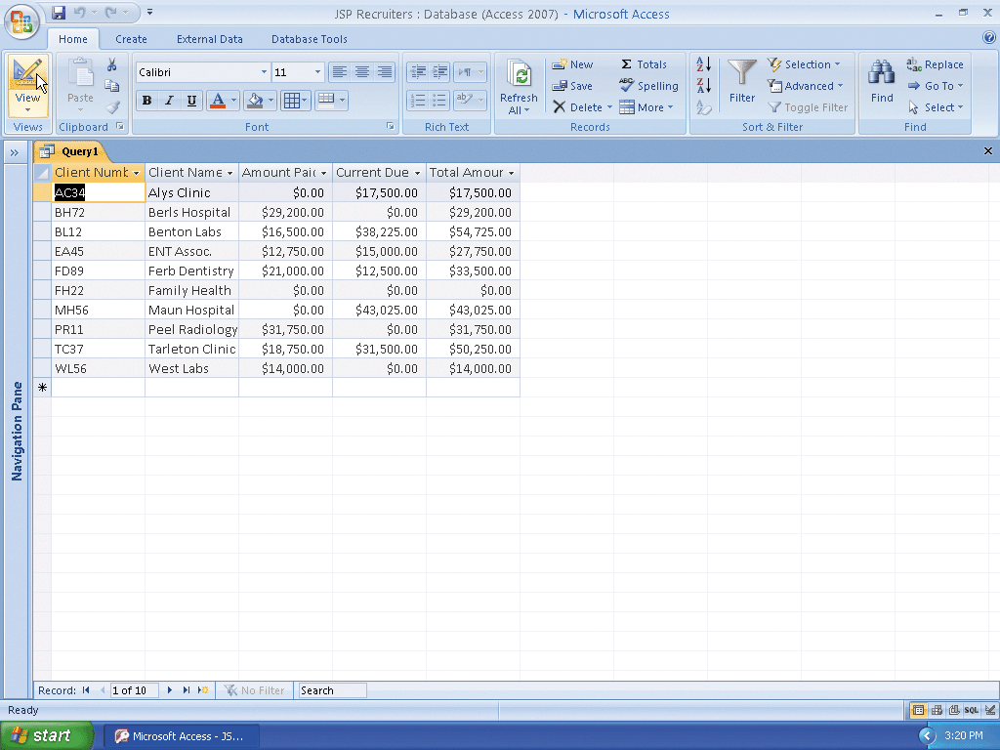 JSP Recruiters : Database (Access 2007) - Microsoft Access
Home Create External Data Database Tools
View
Views
Paste
Clipboard
Calibri 11
B I U A
Font
Rich Text
Refresh All
New
Save
Delete
Σ Totals
Spelling
More
Records
Filter
Selection
Advanced
Toggle Filter
Sort & Filter
Find
Replace
Go To
Select
Find
Query1
Client Numb Client Name Amount Paid Current Due Total Amour
AC34 Alys Clinic $0.00 $17,500.00 $17,500.00
BH72 Berls Hospital $29,200.00 $0.00 $29,200.00
BL12 Benton Labs $16,500.00 $38,225.00 $54,725.00
EA45 ENT Assoc. $12,750.00 $15,000.00 $27,750.00
FD89 Ferb Dentistry $21,000.00 $12,500.00 $33,500.00
FH22 Family Health $0.00 $0.00 $0.00
MH56 Maun Hospital $0.00 $43,025.00 $43,025.00
PR11 Peel Radiology $31,750.00 $0.00 $31,750.00
TC37 Tarleton Clinic $18,750.00 $31,500.00 $50,250.00
WL56 West Labs $14,000.00 $0.00 $14,000.00
Navigation Pane
Record: 1 of 10 No Filter Search
Ready
SQL
start Microsoft Access - JS... 3:20 PM